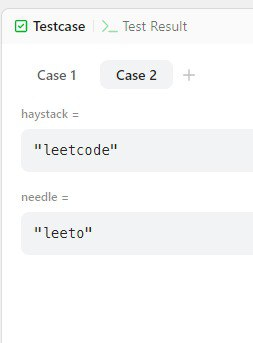 Testcase >_ Test Result
Case 1 Case 2 +
haystack =
"leetcode"
needle =
"leeto"